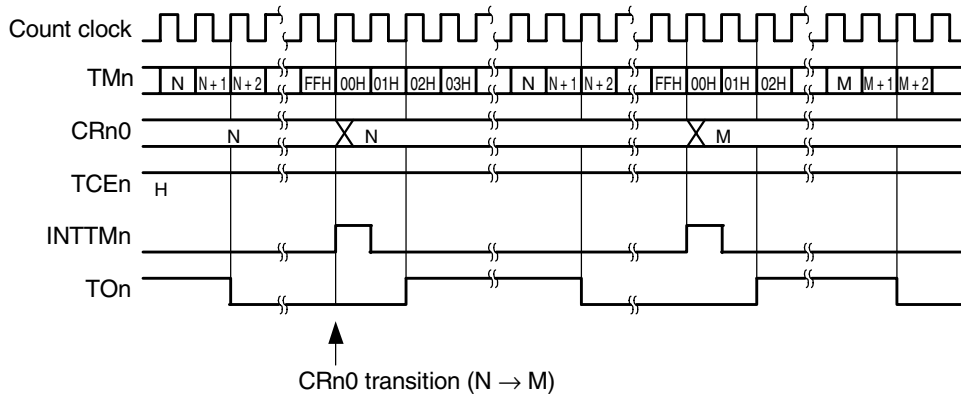 Count clock
TMn N N + 1 N + 2 FFH 00H 01H 02H 03H N N + 1 N + 2 FFH 00H 01H 02H M M + 1 M + 2
CRn0 N N M
TCEn H
INTTMn
TOn
CRn0 transition (N → M)